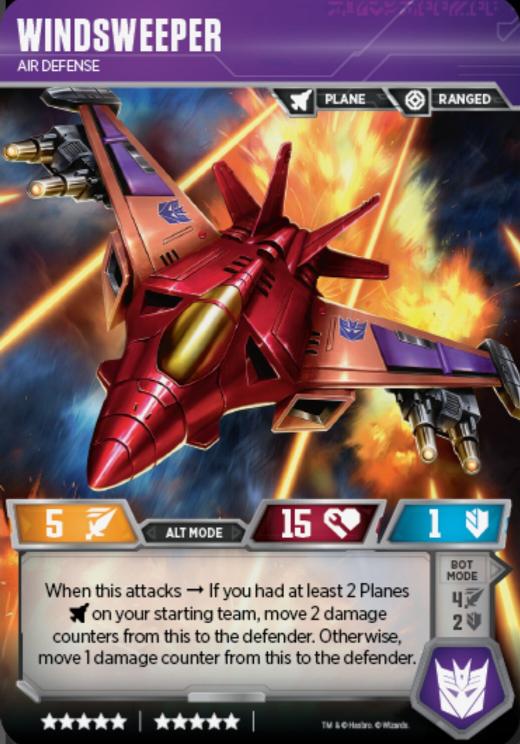 WINDSWEEPER
AIR DEFENSE
PLANE RANGED
5 ALT MODE 15 1
BOT
MODE
4
2
When this attacks → If you had at least 2 Planes
on your starting team, move 2 damage
counters from this to the defender. Otherwise,
move 1 damage counter from this to the defender.
★★★★★ | ★★★★★ |
TM & © Hasbro. © Wizards.